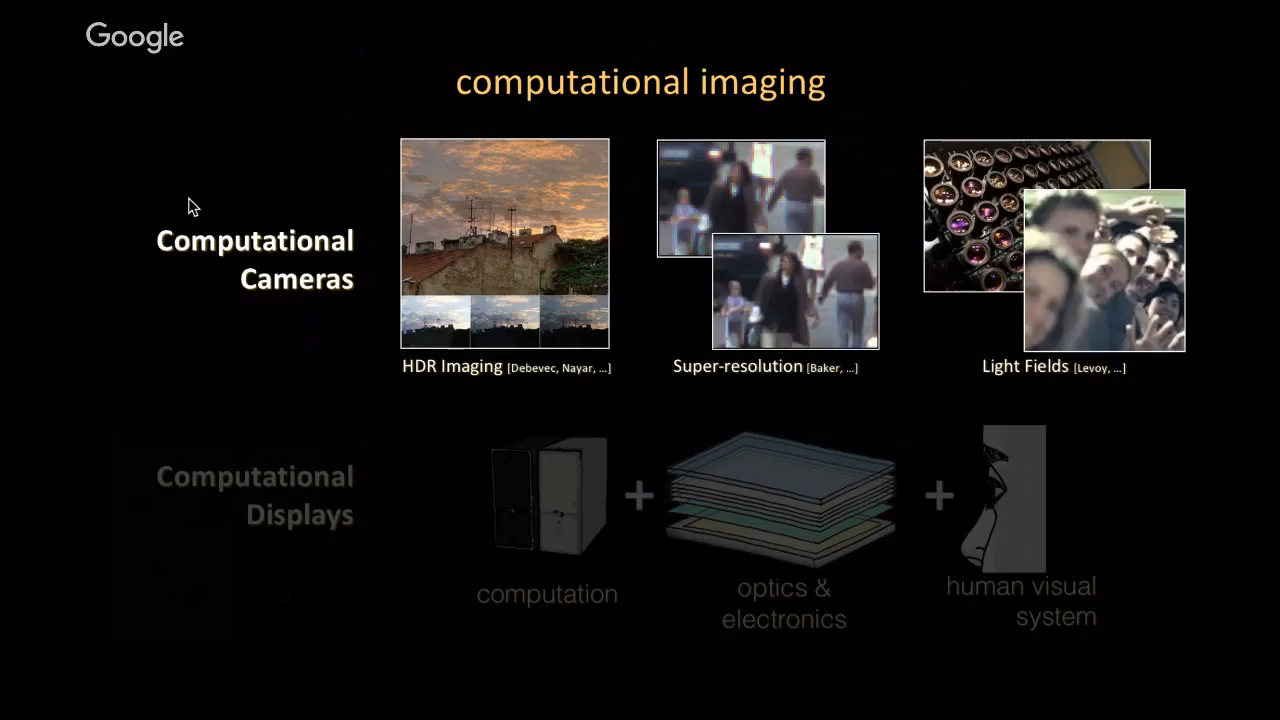 Google
computational imaging
Computational
Cameras
HDR Imaging [Debevec, Nayar, ...]
Super-resolution [Baker, ...]
Light Fields [Levoy, ...]
Computational
Displays
+
+
computation
optics &
electronics
human visual
system